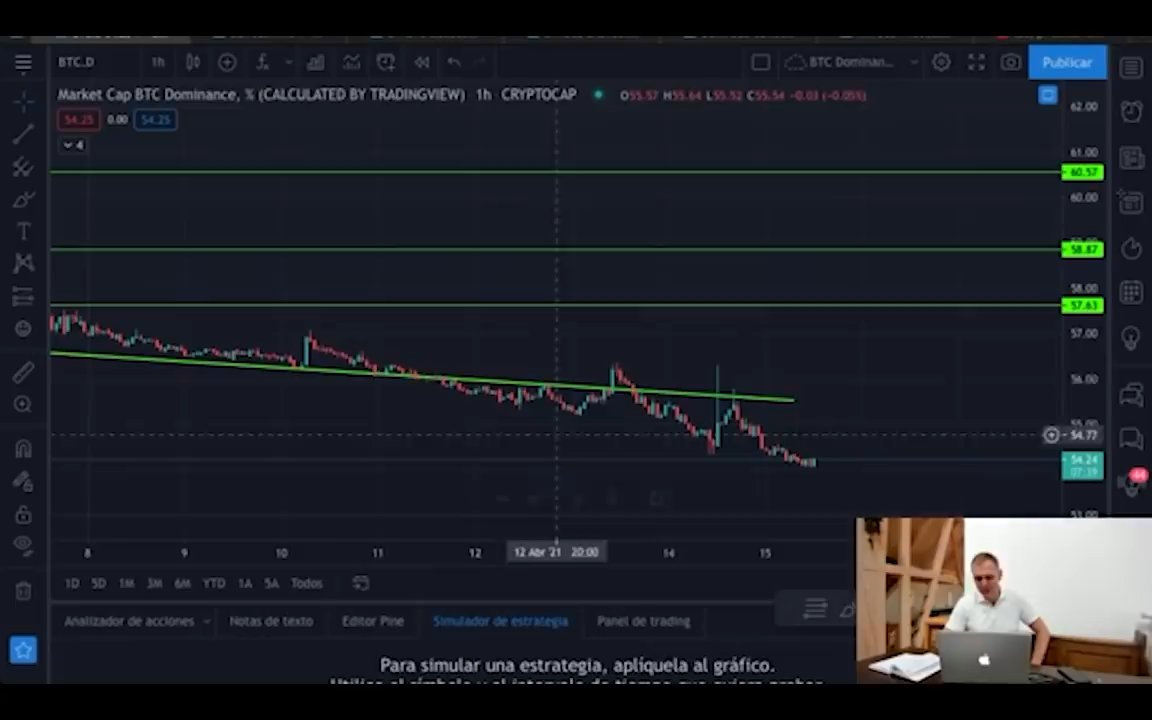 BTC.D 1h BTC Dominan... Publicar
Market Cap BTC Dominance, % (CALCULATED BY TRADINGVIEW) 1h CRYPTOCAP O55.57 H55.64 L55.52 C55.54 -0.03 (-0.05%)
54.25 0.00 54.25
4
62.00
61.00
60.57
60.00
58.87
58.00
57.63
57.00
56.00
54.77
54.24
07:39
53.00
44
8 9 10 11 12 12 Abr '21 20:00 14 15
1D 5D 1M 3M 6M YTD 1A 5A Todos
Analizador de acciones Notas de texto Editor Pine Simulador de estrategia Panel de trading
Para simular una estrategia, aplíquela al gráfico.